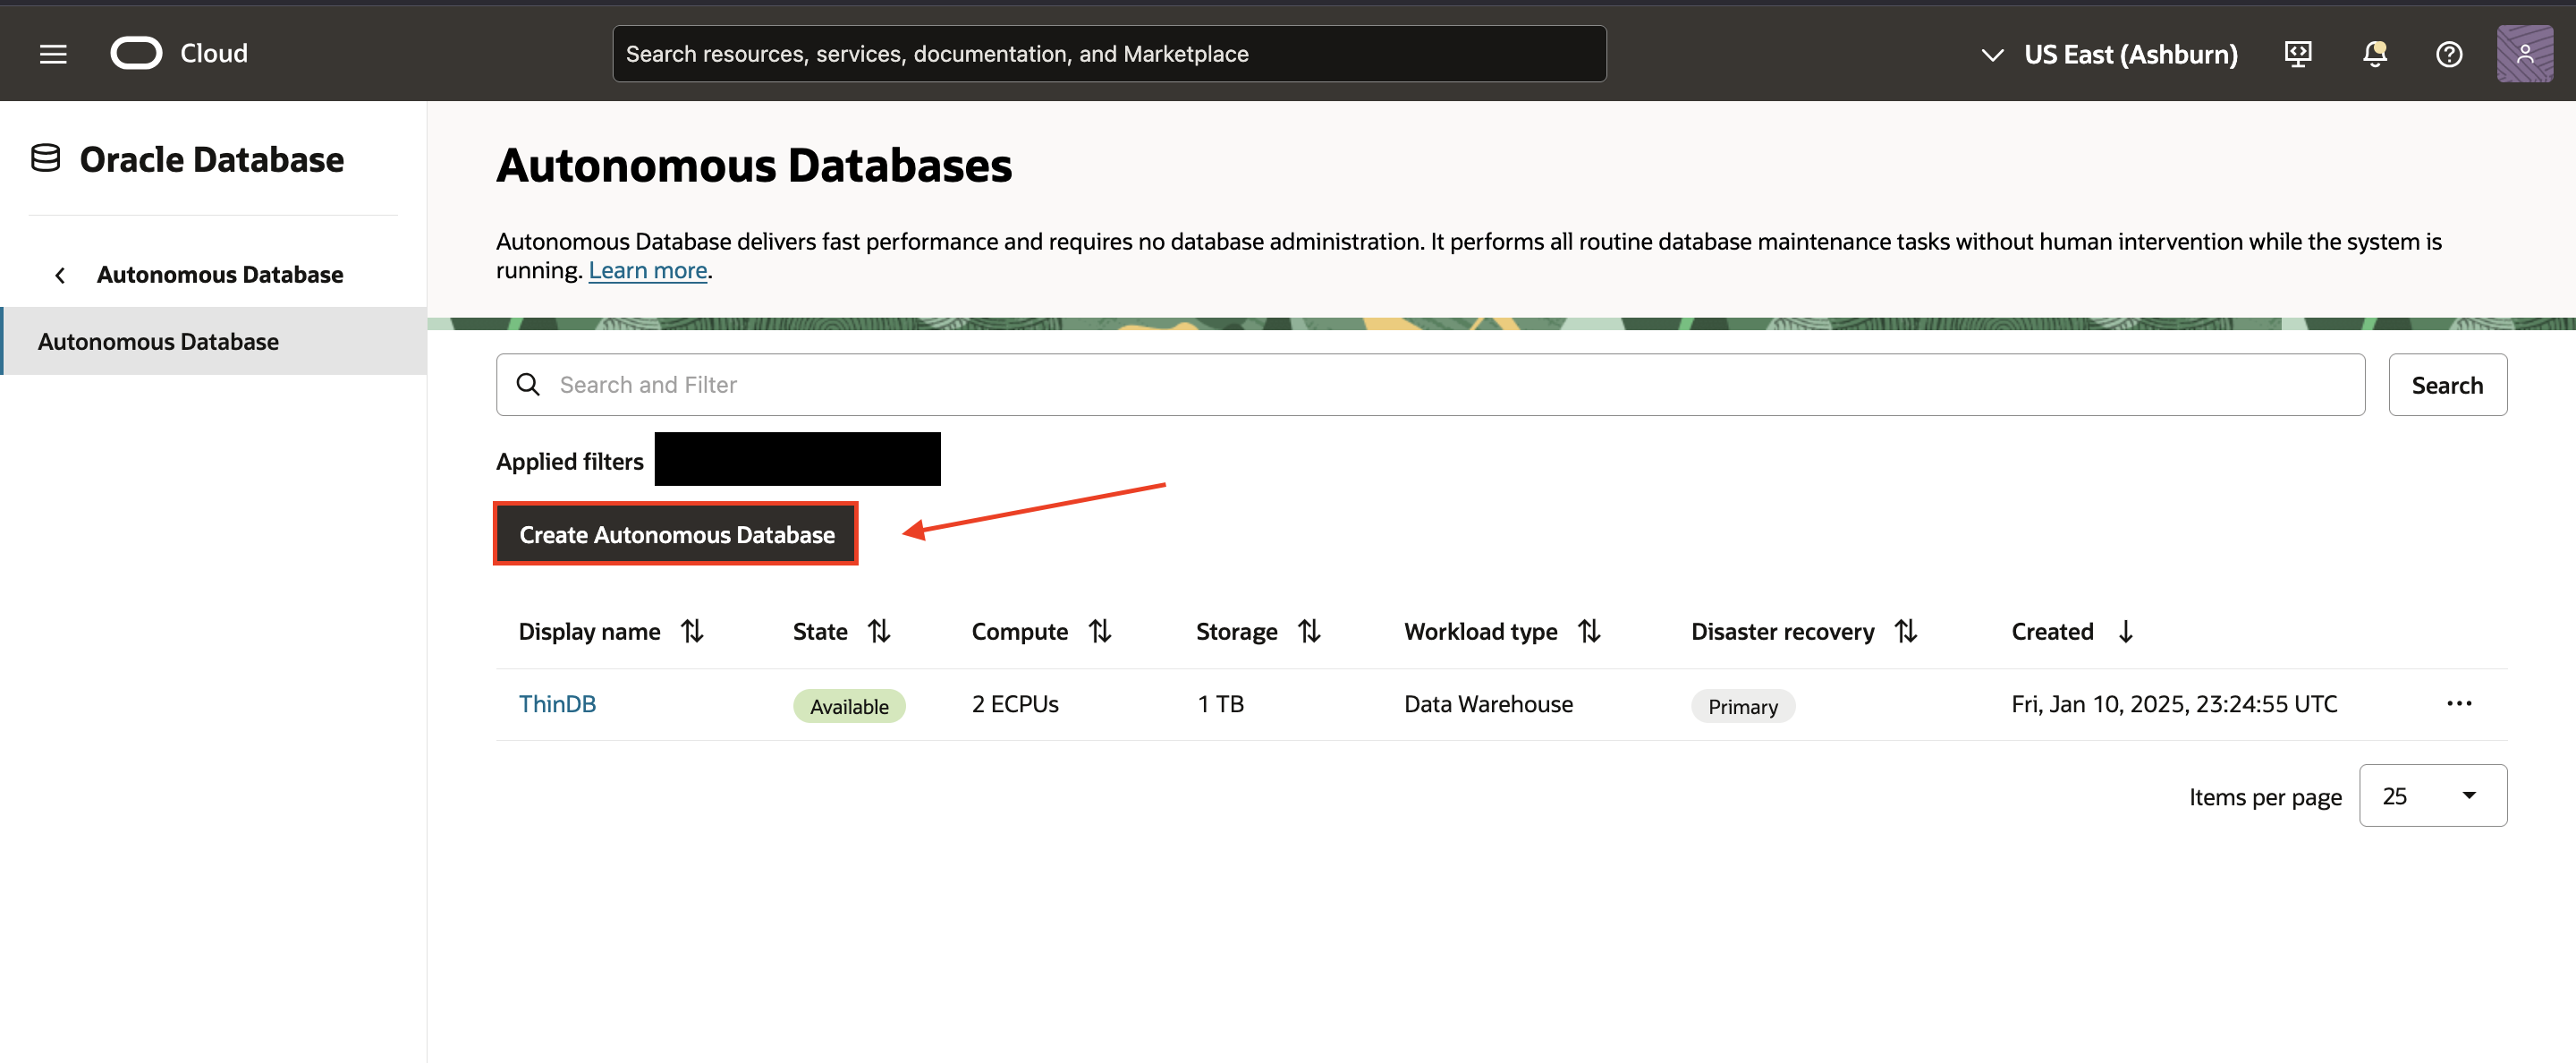 Cloud
Search resources, services, documentation, and Marketplace
US East (Ashburn)
Oracle Database
Autonomous Database
Autonomous Database
Autonomous Databases
Autonomous Database delivers fast performance and requires no database administration. It performs all routine database maintenance tasks without human intervention while the system is
running. Learn more.
Search and Filter
Search
Applied filters
Create Autonomous Database
Display name State Compute Storage Workload type Disaster recovery Created
ThinDB Available 2 ECPUs 1 TB Data Warehouse Primary Fri, Jan 10, 2025, 23:24:55 UTC
Items per page 25